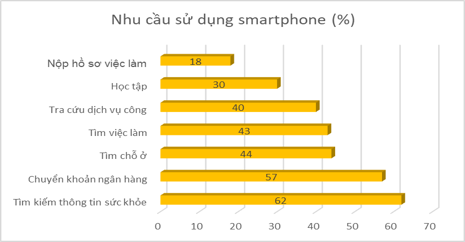 Nhu cầu sử dụng smartphone (%)
Nộp hồ sơ việc làm 18
Học tập 30
Tra cứu dịch vụ công 40
Tìm việc làm 43
Tìm chỗ ở 44
Chuyển khoản ngân hàng 57
Tìm kiếm thông tin sức khỏe 62
0 10 20 30 40 50 60 70